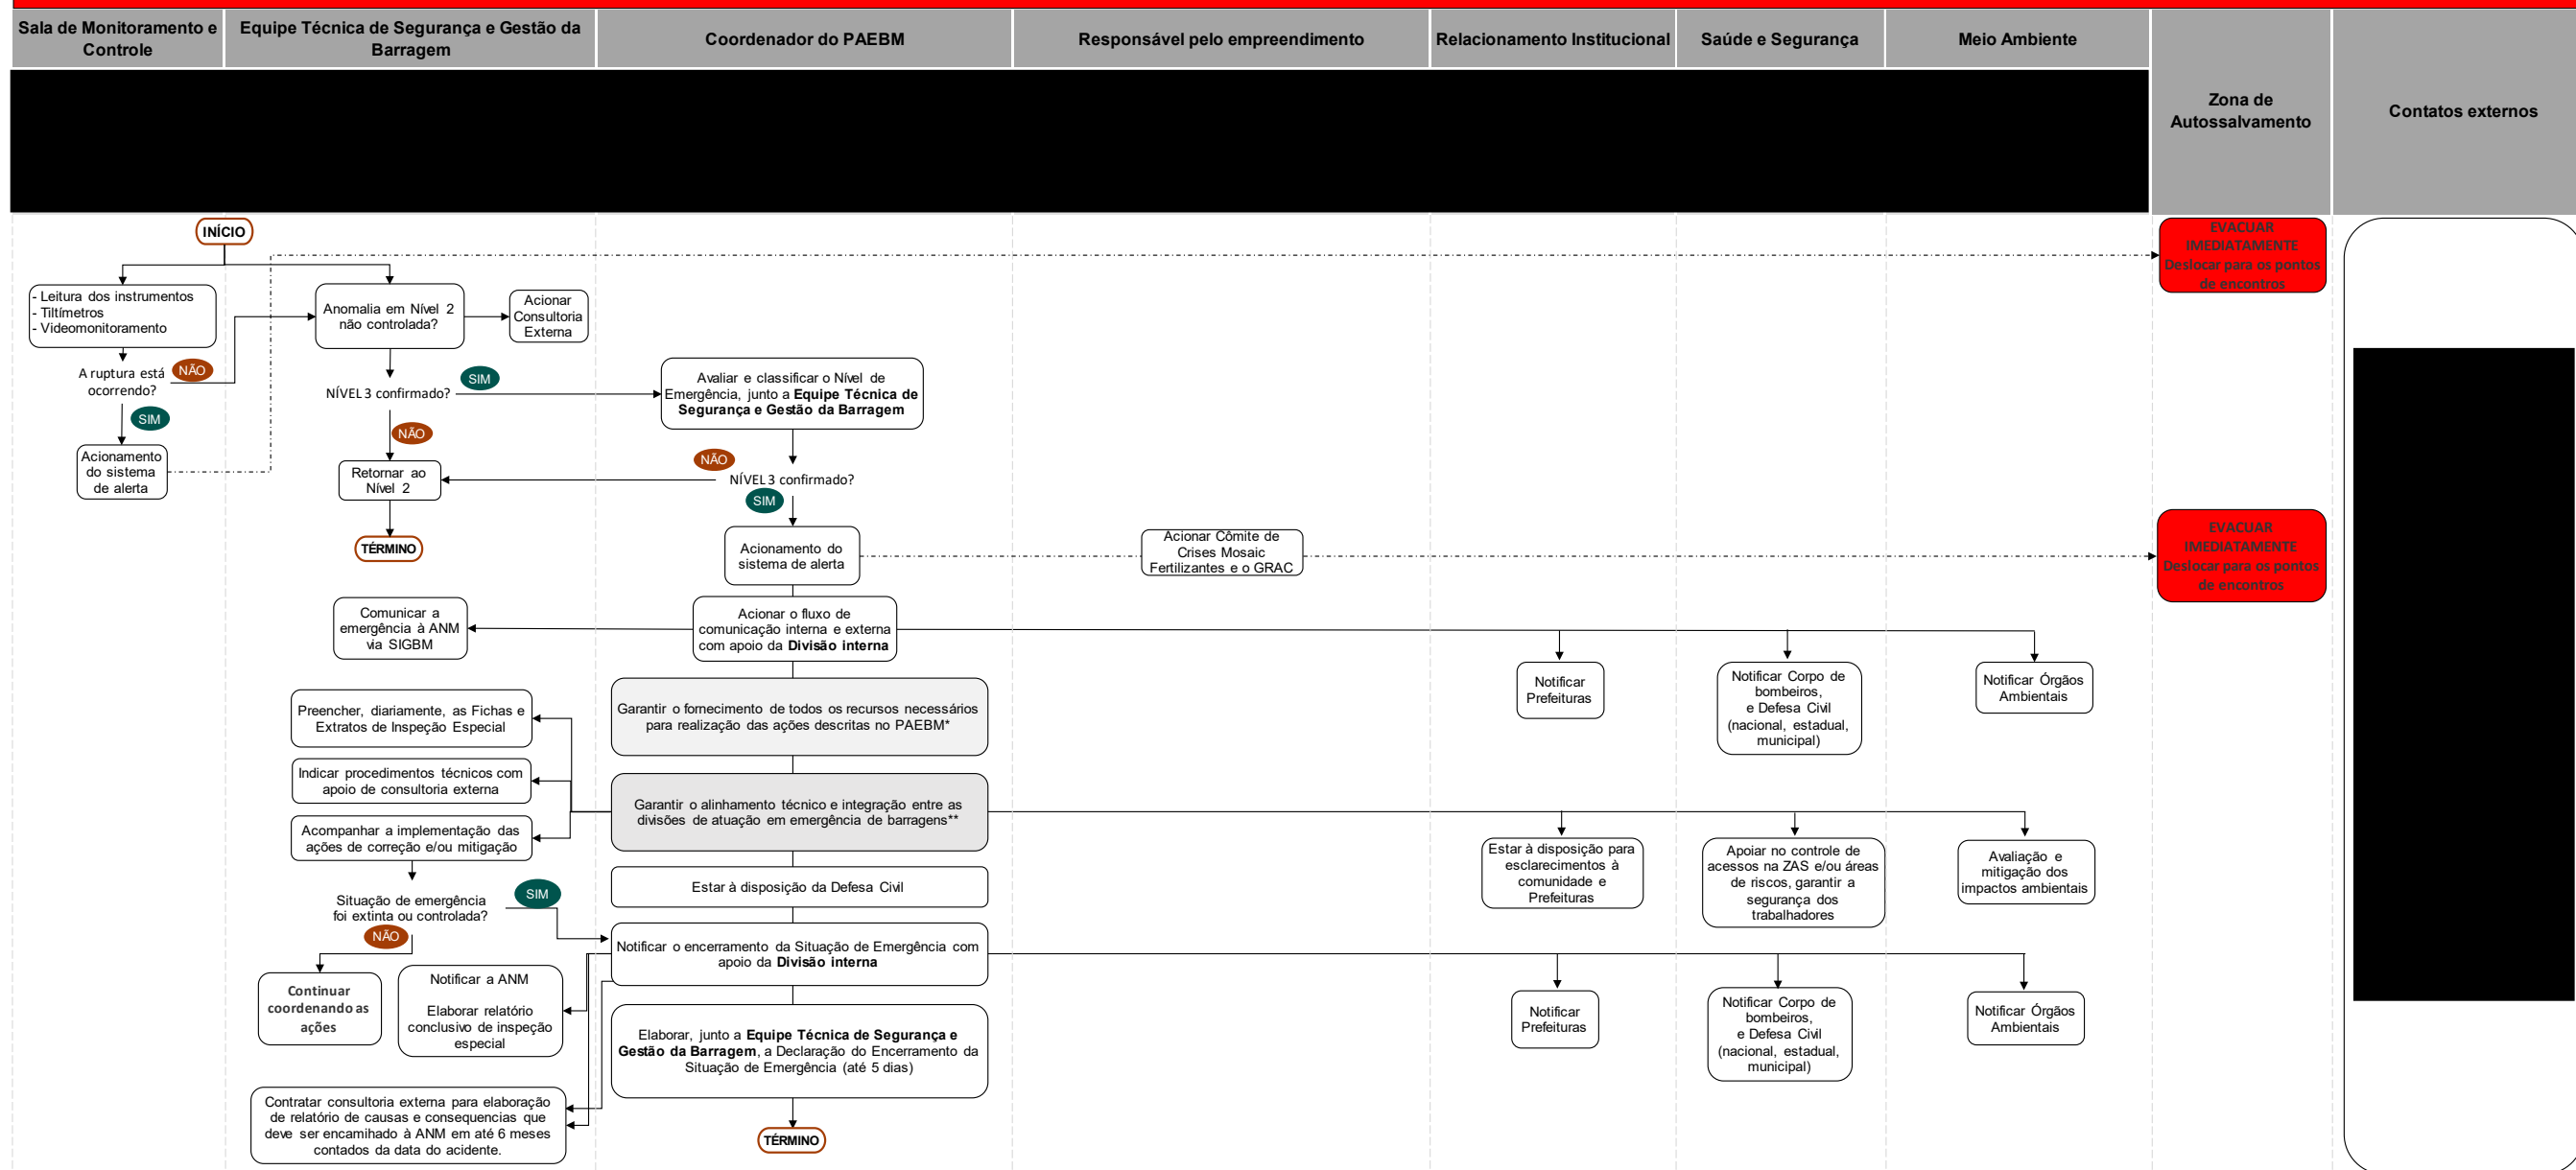 Sala de Monitoramento e
Controle
Equipe Técnica de Segurança e Gestão da
Barragem
Coordenador do PAEBM
Responsável pelo empreendimento
Relacionamento Institucional
Saúde e Segurança
Meio Ambiente
Zona de
Autossalvamento
Contatos externos
INÍCIO
EVACUAR
IMEDIATAMENTE
Deslocar para os pontos
de encontros
- Leitura dos instrumentos
- Tiltímetros
- Videomonitoramento
Anomalia em Nível 2
não controlada?
Acionar
Consultoria
Externa
A ruptura está
ocorrendo?
NÃO
SIM
NÍVEL 3 confirmado?
SIM
Avaliar e classificar o Nível de
Emergência, junto a Equipe Técnica de
Segurança e Gestão da Barragem
NÃO
Acionamento
do sistema
de alerta
Retornar ao
Nível 2
NÃO
NÍVEL 3 confirmado?
SIM
TÉRMINO
Acionamento do
sistema de alerta
Acionar Cômite de
Crises Mosaic
Fertilizantes e o GRAC
EVACUAR
IMEDIATAMENTE
Deslocar para os pontos
de encontros
Comunicar a
emergência à ANM
via SIGBM
Acionar o fluxo de
comunicação interna e externa
com apoio da Divisão interna
Notificar
Prefeituras
Notificar Corpo de
bombeiros,
e Defesa Civil
(nacional, estadual,
municipal)
Notificar Órgãos
Ambientais
Preencher, diariamente, as Fichas e
Extratos de Inspeção Especial
Garantir o fornecimento de todos os recursos necessários
para realização das ações descritas no PAEBM*
Indicar procedimentos técnicos com
apoio de consultoria externa
Garantir o alinhamento técnico e integração entre as
divisões de atuação em emergência de barragens**
Acompanhar a implementação das
ações de correção e/ou mitigação
Estar à disposição para
esclarecimentos à
comunidade e
Prefeituras
Apoiar no controle de
acessos na ZAS e/ou áreas
de riscos, garantir a
segurança dos
trabalhadores
Avaliação e
mitigação dos
impactos ambientais
Estar à disposição da Defesa Civil
Situação de emergência
foi extinta ou controlada?
SIM
NÃO
Notificar o encerramento da Situação de Emergência com
apoio da Divisão interna
Continuar
coordenando as
ações
Notificar a ANM
Elaborar relatório
conclusivo de inspeção
especial
Notificar
Prefeituras
Notificar Corpo de
bombeiros,
e Defesa Civil
(nacional, estadual,
municipal)
Notificar Órgãos
Ambientais
Elaborar, junto a Equipe Técnica de Segurança e
Gestão da Barragem, a Declaração do Encerramento da
Situação de Emergência (até 5 dias)
Contratar consultoria externa para elaboração
de relatório de causas e consequencias que
deve ser encamihado à ANM em até 6 meses
contados da data do acidente.
TÉRMINO